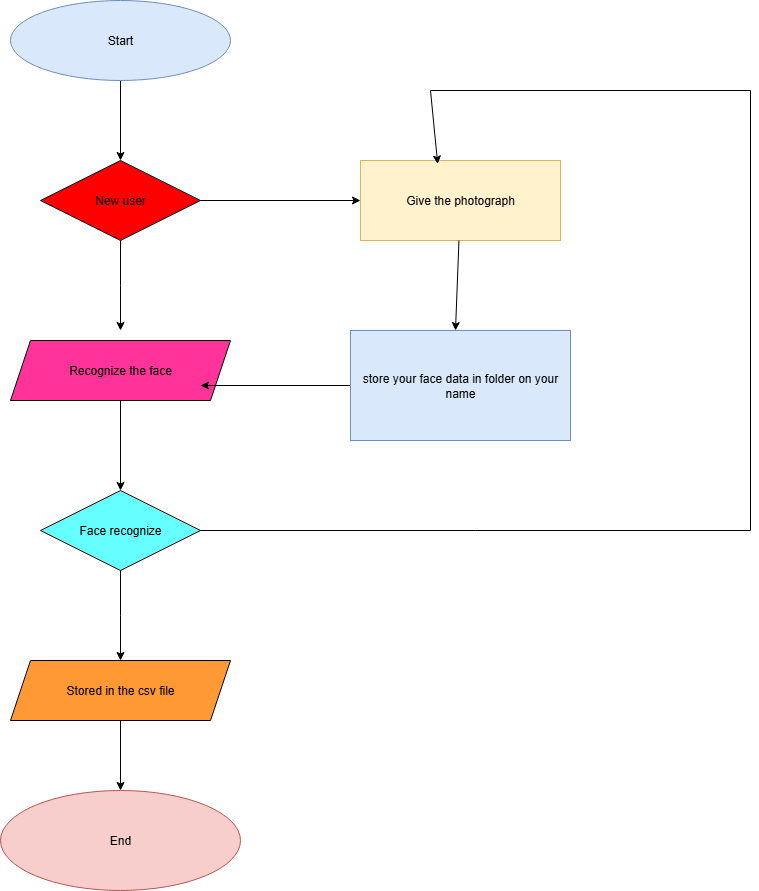 Start
New user
Give the photograph
Recognize the face
store your face data in folder on your
name
Face recognize
Stored in the csv file
End